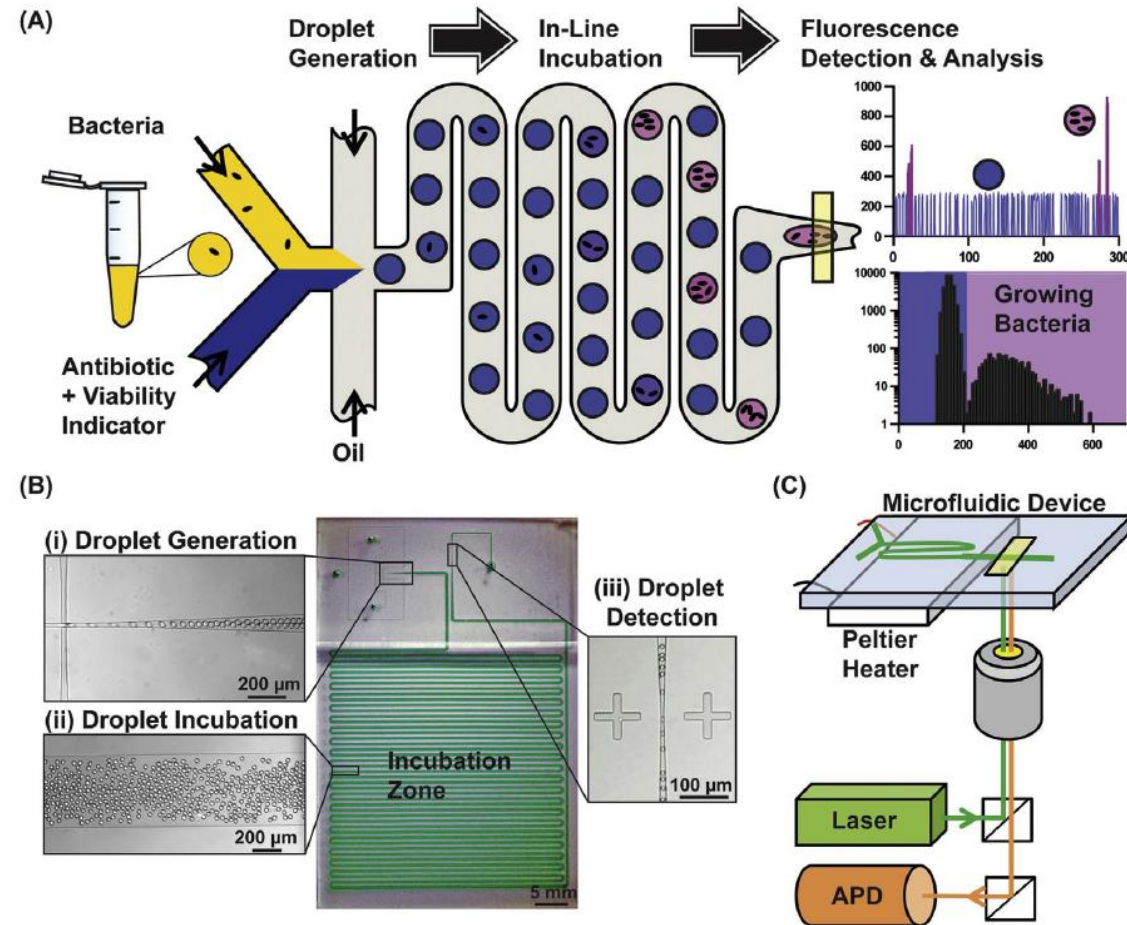 (A)
Droplet
Generation
In-Line
Incubation
Fluorescence
Detection & Analysis
Bacteria
Antibiotic
+ Viability
Indicator
Oil
1000
800
600
400
200
0
0 100 200 300
10000
1000
100
10
1
Growing
Bacteria
0 200 400 600
(B)
(i) Droplet Generation
200 µm
(ii) Droplet Incubation
200 µm
Incubation
Zone
5 mm
(iii) Droplet
Detection
100 µm
(C)
Microfluidic Device
Peltier
Heater
Laser
APD